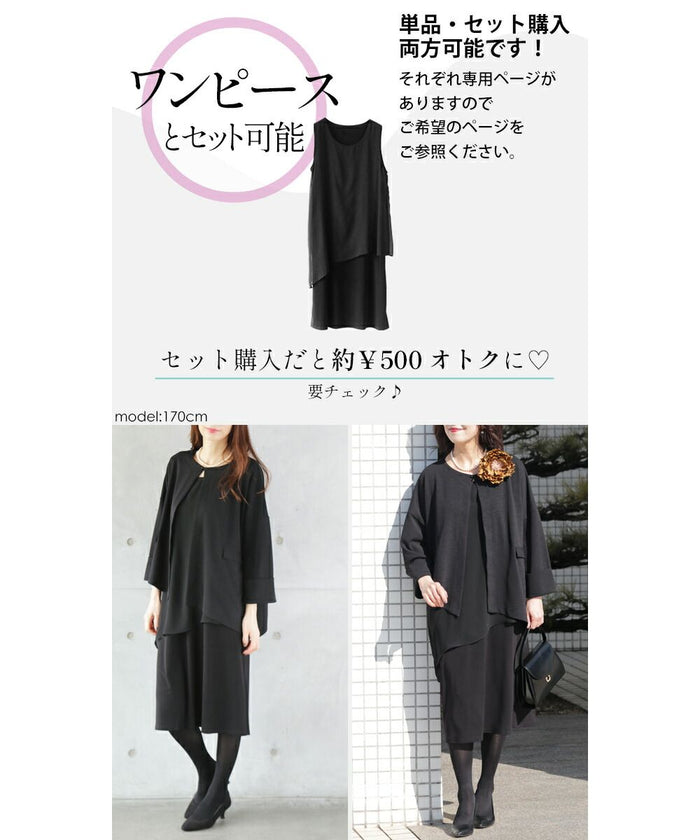 ワンピース
とセット可能
単品・セット購入
両方可能です！
それぞれ専用ページが
ありますので
ご希望のページを
ご参照ください。
セット購入だと約￥500オトクに♡
要チェック♪
model:170cm